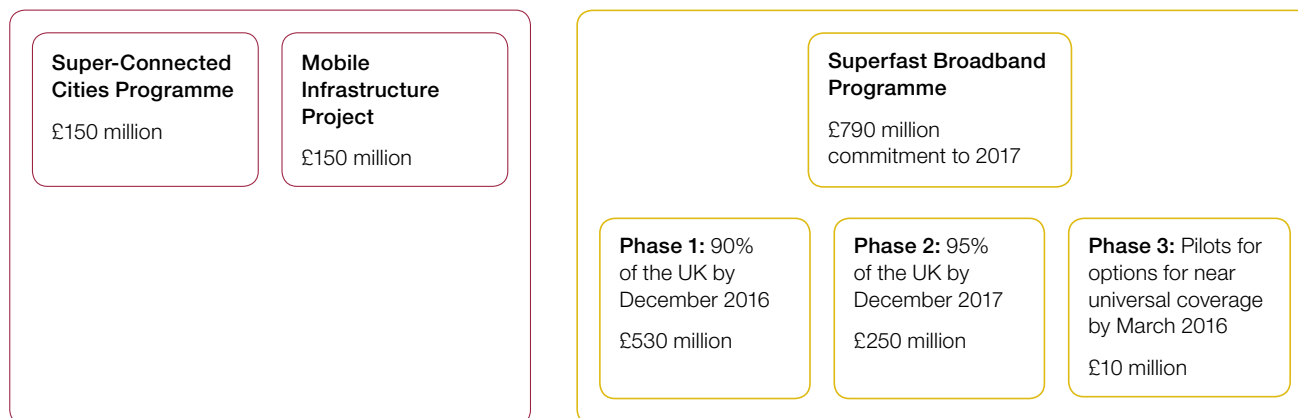 Super-Connected
Cities Programme
£150 million
Mobile
Infrastructure
Project
£150 million
Superfast Broadband
Programme
£790 million
commitment to 2017
Phase 1: 90%
of the UK by
December 2016
£530 million
Phase 2: 95%
of the UK by
December 2017
£250 million
Phase 3: Pilots for
options for near
universal coverage
by March 2016
£10 million